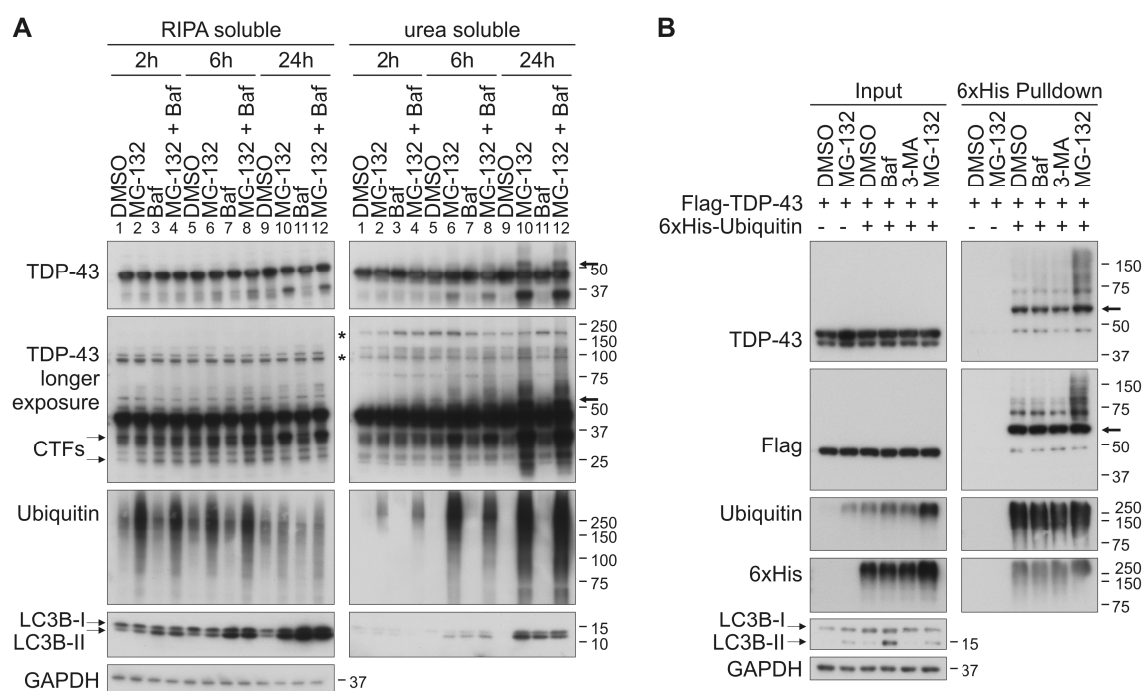 A
RIPA soluble
urea soluble
2h 6h 24h 2h 6h 24h
DMSO MG-132 Baf MG-132 + Baf DMSO MG-132 Baf MG-132 + Baf DMSO MG-132 Baf MG-132 + Baf
DMSO MG-132 Baf MG-132 + Baf DMSO MG-132 Baf MG-132 + Baf DMSO MG-132 Baf MG-132 + Baf
1 2 3 4 5 6 7 8 9 10 11 12 1 2 3 4 5 6 7 8 9 10 11 12
TDP-43
50
37
TDP-43
longer
exposure
CTFs
*
*
250
150
100
75
50
37
25
Ubiquitin
250
150
100
75
LC3B-I
LC3B-II
15
10
GAPDH
37
B
Input
6xHis Pulldown
DMSO MG-132 DMSO Baf 3-MA MG-132 DMSO MG-132 DMSO Baf 3-MA MG-132
Flag-TDP-43 + + + + + + + + + + + +
6xHis-Ubiquitin - - + + + + - - + + + +
TDP-43
150
75
50
37
Flag
150
75
50
37
Ubiquitin
250
150
75
6xHis
250
150
75
LC3B-I
LC3B-II
15
GAPDH
37